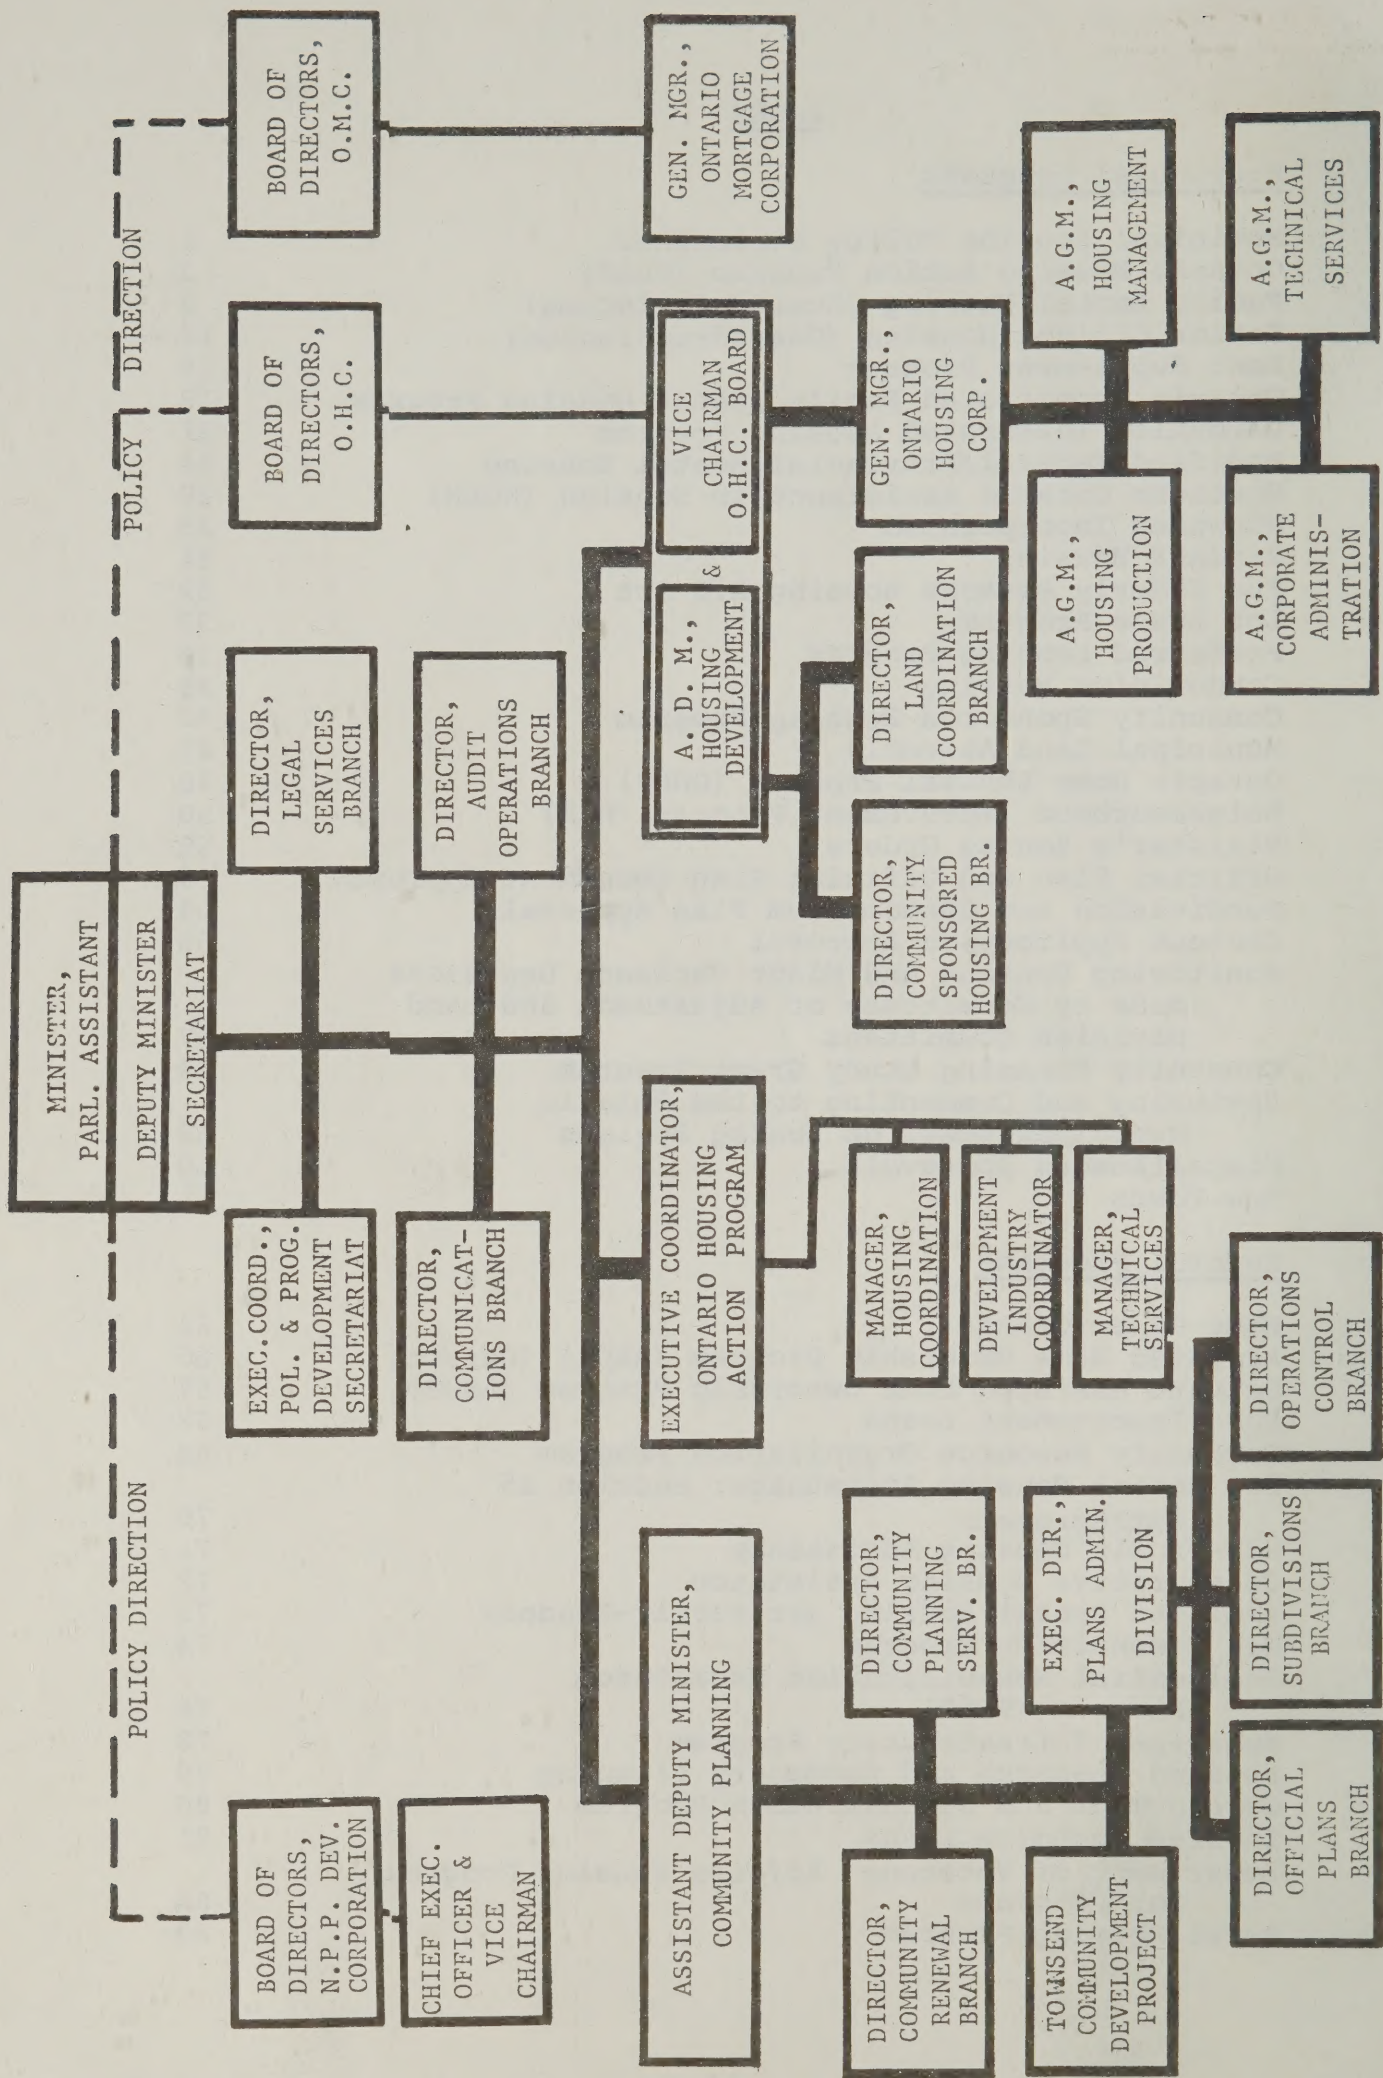 MINISTER,
PARL. ASSISTANT
DEPUTY MINISTER
SECRETARIAT
POLICY DIRECTION
POLICY DIRECTION
BOARD OF
DIRECTORS,
N.P.P. DEV.
CORPORATION
CHIEF EXEC.
OFFICER &
VICE
CHAIRMAN
EXEC.COORD.,
POL. & PROG.
DEVELOPMENT
SECRETARIAT
DIRECTOR,
LEGAL
SERVICES
BRANCH
BOARD OF
DIRECTORS,
O.H.C.
BOARD OF
DIRECTORS,
O.M.C.
DIRECTOR,
COMMUNICAT-
IONS BRANCH
DIRECTOR,
AUDIT
OPERATIONS
BRANCH
ASSISTANT DEPUTY MINISTER,
COMMUNITY PLANNING
EXECUTIVE COORDINATOR,
ONTARIO HOUSING
ACTION PROGRAM
A. D. M.,
HOUSING
DEVELOPMENT
&
VICE
CHAIRMAN
O.H.C. BOARD
GEN. MGR.,
ONTARIO
MORTGAGE
CORPORATION
DIRECTOR,
COMMUNITY
RENEWAL
BRANCH
DIRECTOR,
COMMUNITY
PLANNING
SERV. BR.
TOWNSEND
COMMUNITY
DEVELOPMENT
PROJECT
EXEC. DIR.,
PLANS ADMIN.
DIVISION
DIRECTOR,
OFFICIAL
PLANS
BRANCH
DIRECTOR,
SUBDIVISIONS
BRANCH
DIRECTOR,
OPERATIONS
CONTROL
BRANCH
MANAGER,
HOUSING
COORDINATION
DEVELOPMENT
INDUSTRY
COORDINATOR
MANAGER,
TECHNICAL
SERVICES
DIRECTOR,
COMMUNITY
SPONSORED
HOUSING BR.
DIRECTOR,
LAND
COORDINATION
BRANCH
GEN. MGR.,
ONTARIO
HOUSING
CORP.
A.G.M.,
HOUSING
PRODUCTION
A.G.M.,
HOUSING
MANAGEMENT
A.G.M.,
CORPORATE
ADMINIS-
TRATION
A.G.M.,
TECHNICAL
SERVICES